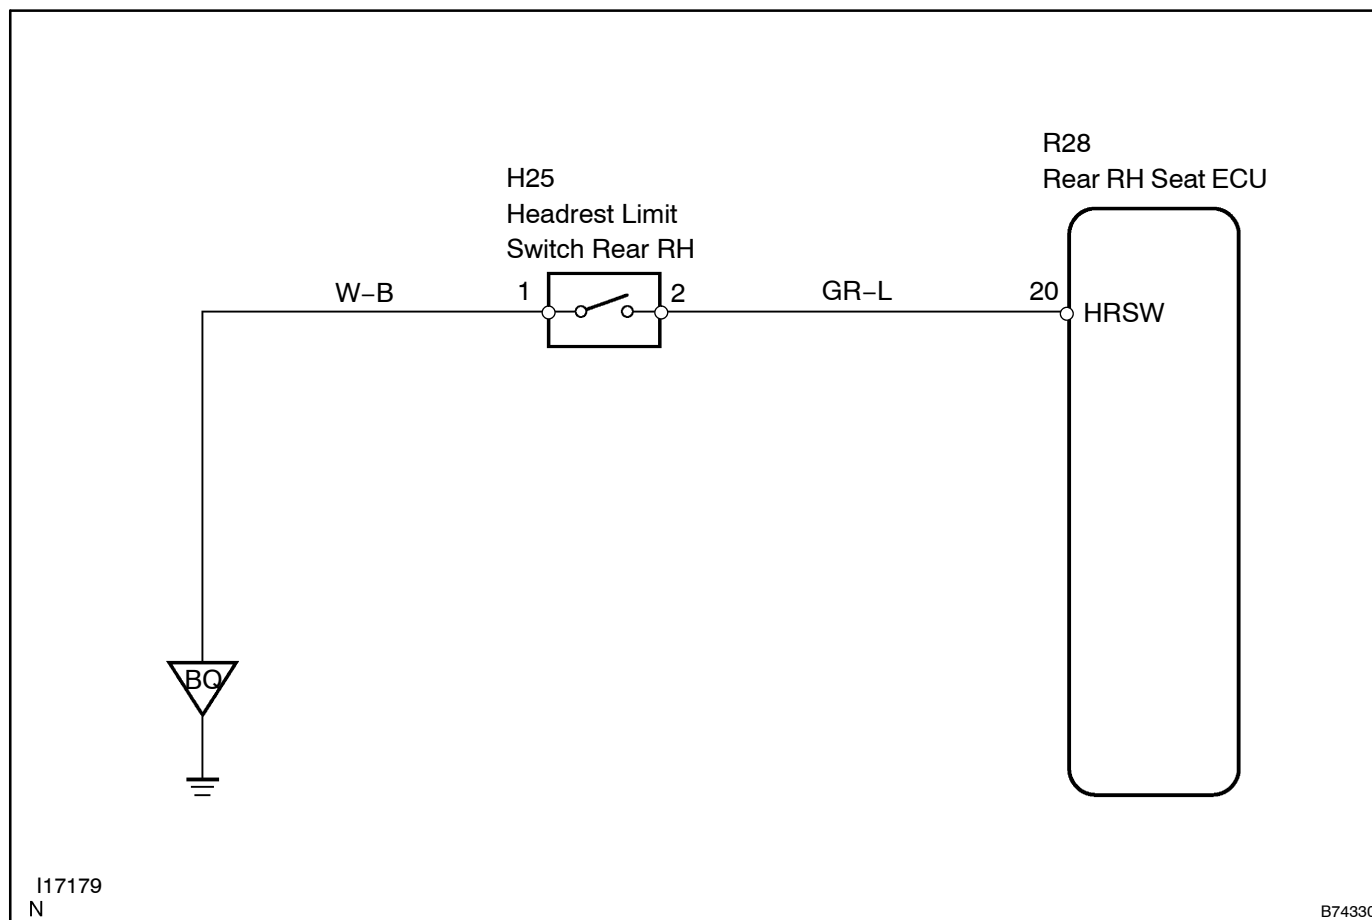 R28
Rear RH Seat ECU
H25
Headrest Limit
Switch Rear RH
W–B
1
2
GR–L
20
HRSW
BQ
I17179
N
B74330